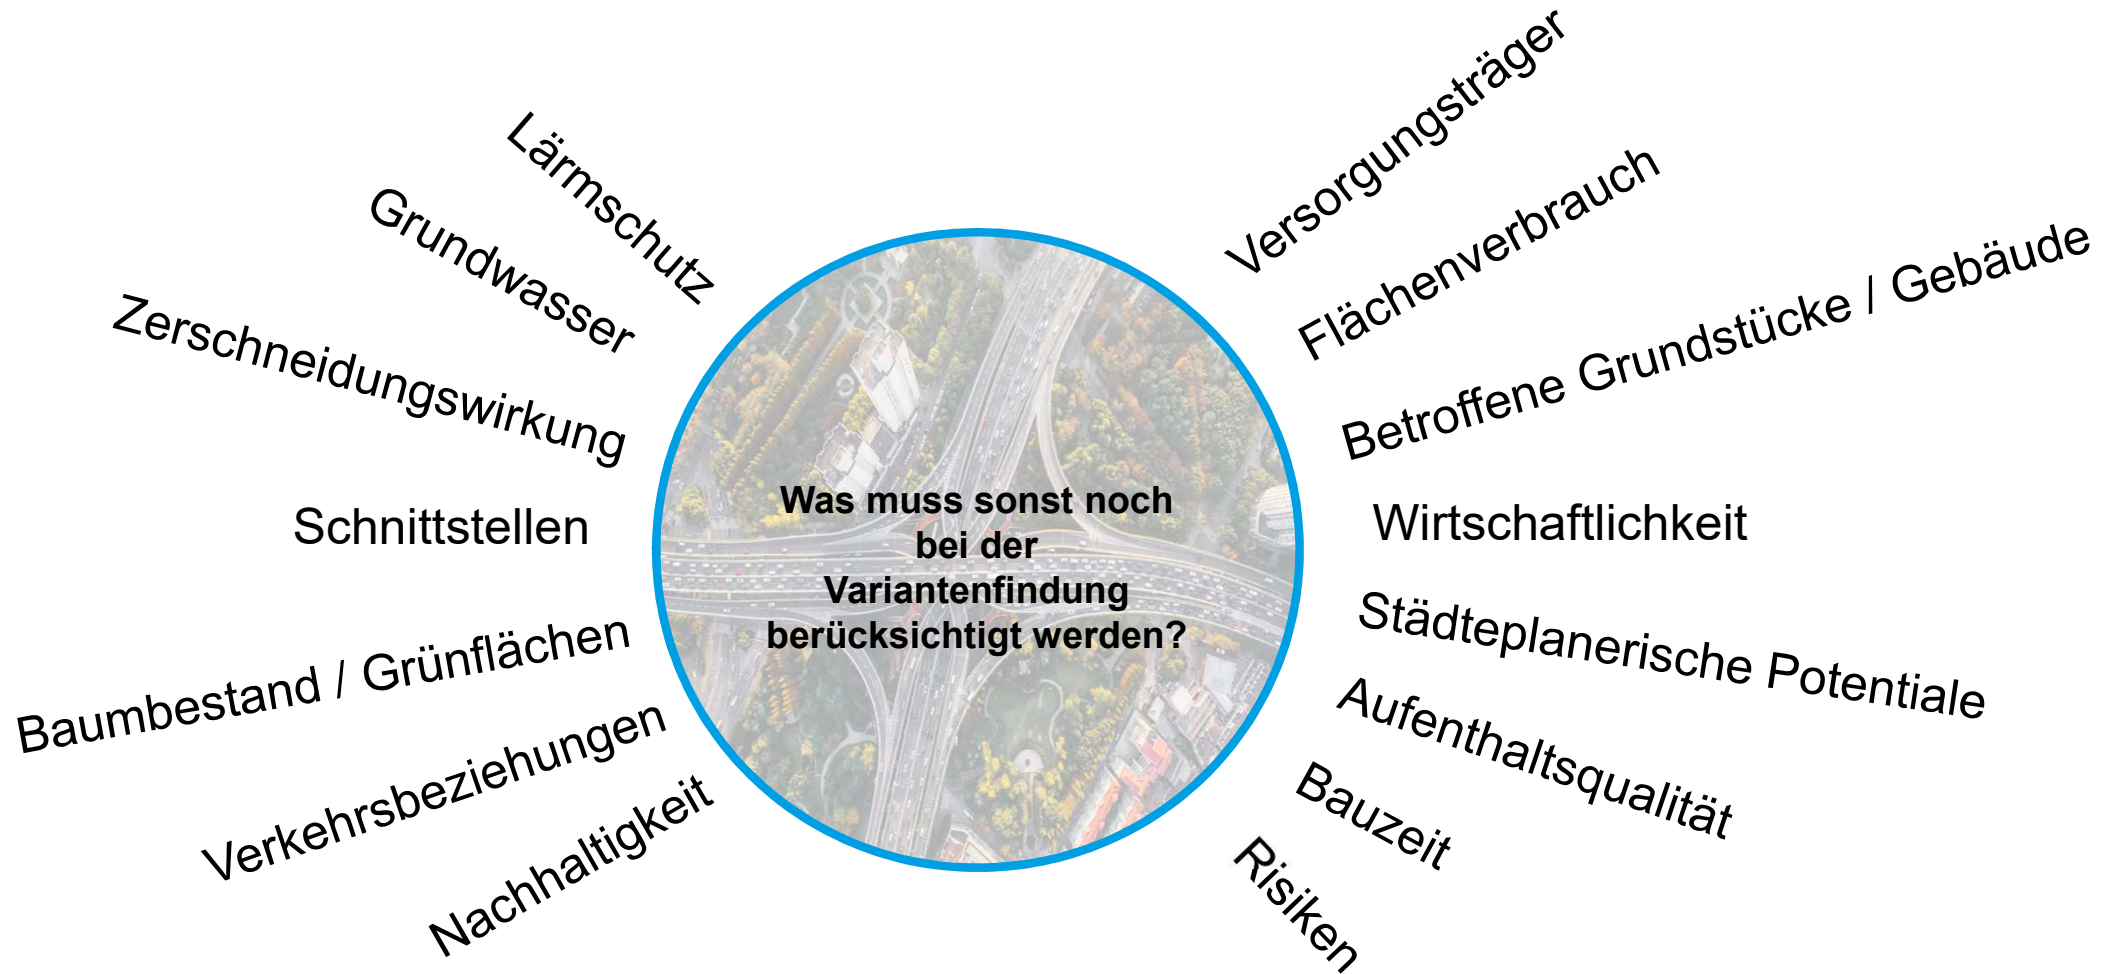 Lärmschutz
Grundwasser
Zerschneidungswirkung
Schnittstellen
Baumbestand / Grünflächen
Verkehrsbeziehungen
Nachhaltigkeit
Was muss sonst noch
bei der
Variantenfindung
berücksichtigt werden?
Versorgungsträger
Flächenverbrauch
Betroffene Grundstücke / Gebäude
Wirtschaftlichkeit
Städteplanerische Potentiale
Aufenthaltsqualität
Bauzeit
Risiken